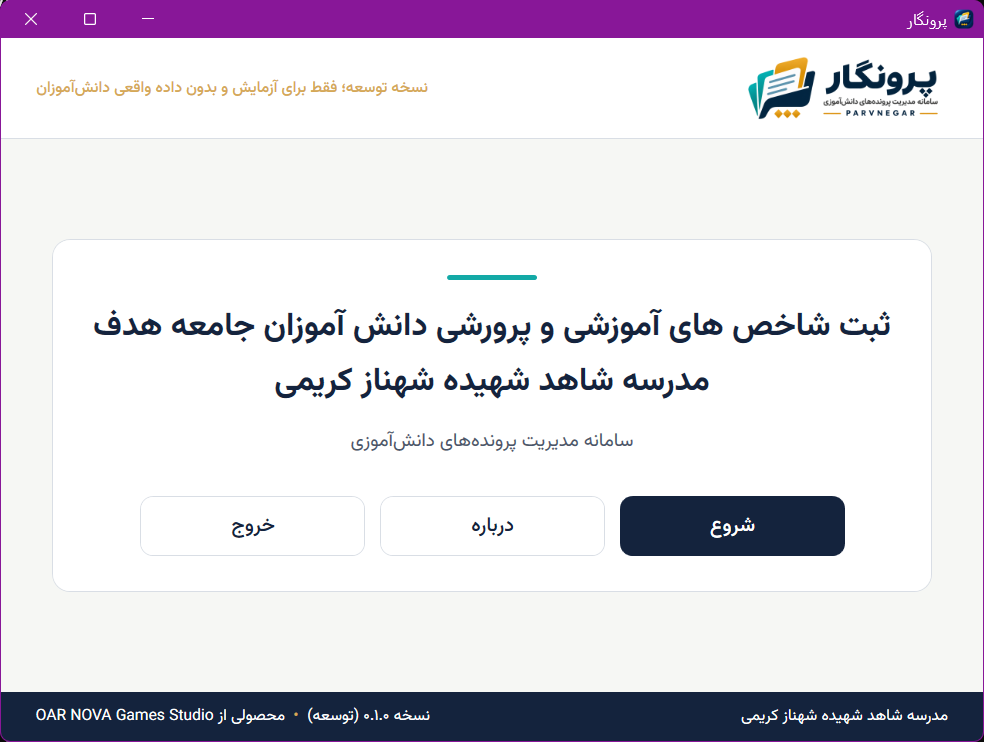 پرونگار
پرونگار
سامانه مدیریت پرونده‌های دانش‌آموزی
PARVNEGAR
نسخه توسعه؛ فقط برای آزمایش و بدون داده واقعی دانش‌آموزان
ثبت شاخص های آموزشی و پرورشی دانش آموزان جامعه هدف
مدرسه شاهد شهیده شهناز کریمی
سامانه مدیریت پرونده‌های دانش‌آموزی
شروع
درباره
خروج
مدرسه شاهد شهیده شهناز کریمی
نسخه ۰.۱.۰ (توسعه) • محصولی از OAR NOVA Games Studio